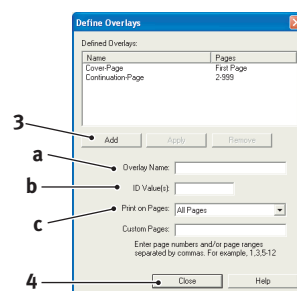 Define Overlays
Defined Overlays:
Name Pages
Cover-Page First Page
Continuation-Page 2-999
3
Add Apply Remove
a Overlay Name:
b ID Value(s):
c Print on Pages: All Pages
Custom Pages:
Enter page numbers and/or page ranges
separated by commas. For example, 1,3,5-12
4 Close Help